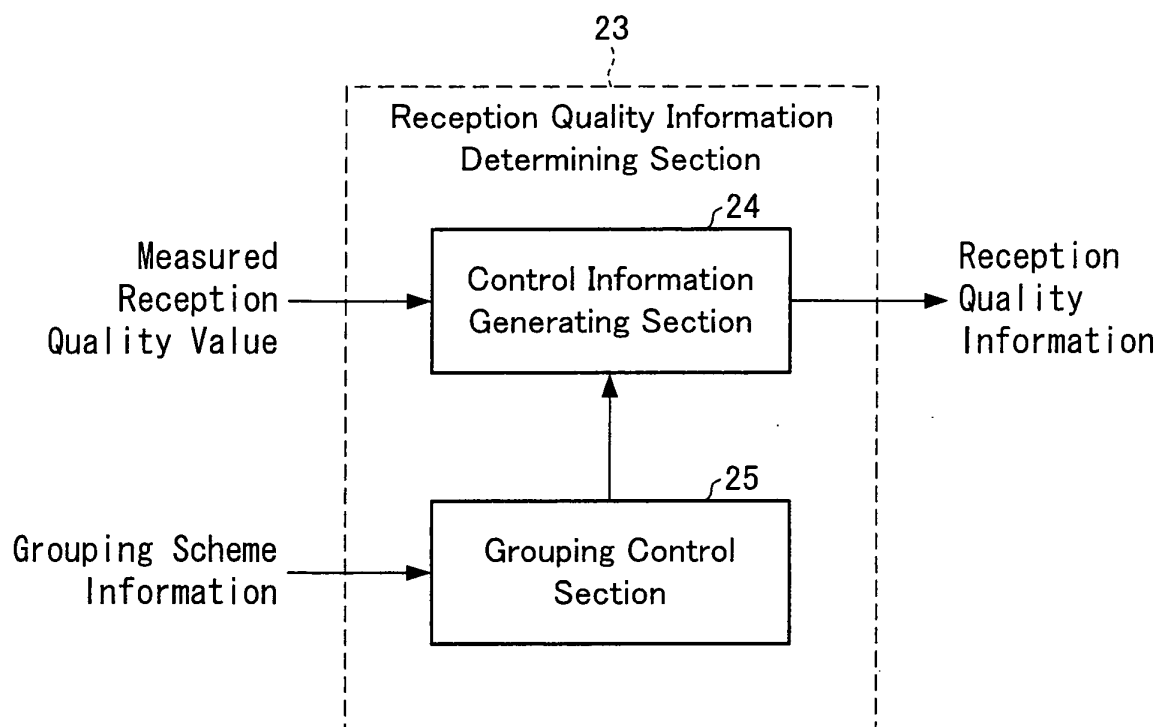 23
Reception Quality Information
Determining Section
24
Measured
Reception
Quality Value
Control Information
Generating Section
Reception
Quality
Information
25
Grouping Scheme
Information
Grouping Control
Section